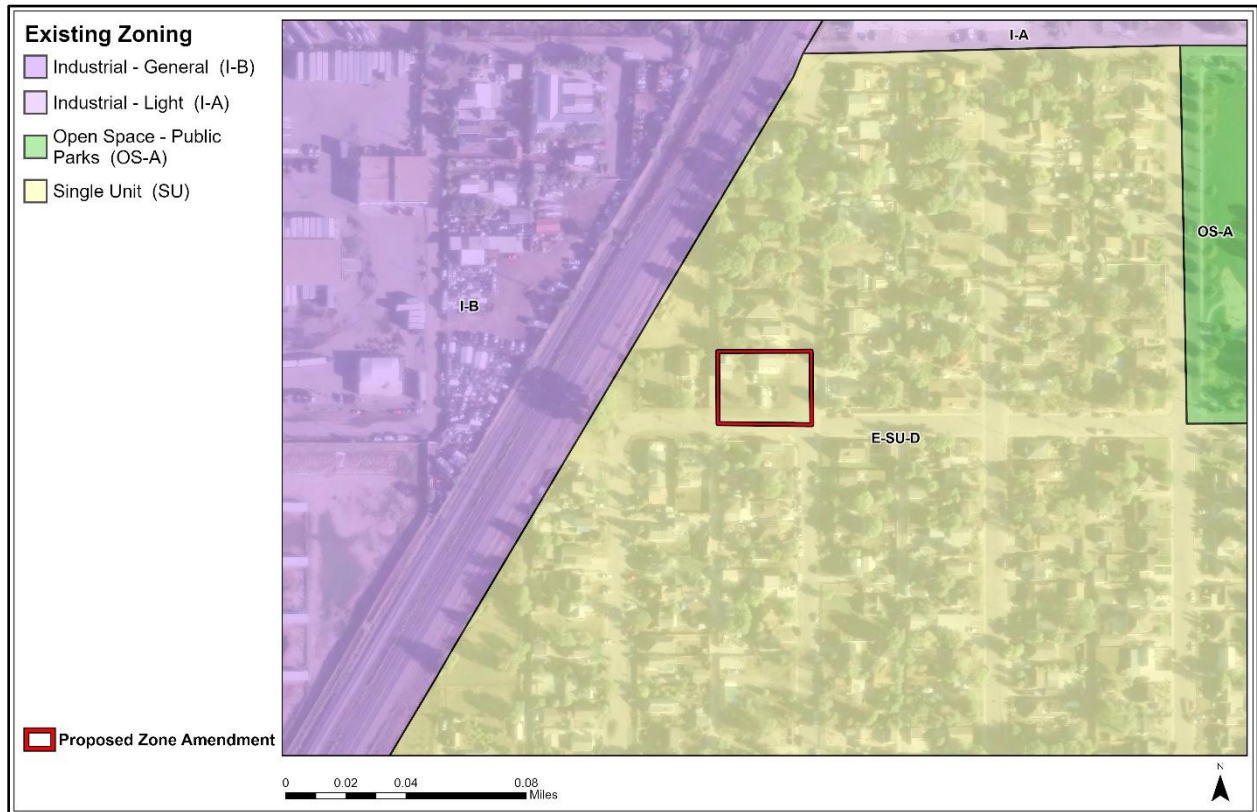 Existing Zoning
Industrial - General (I-B)
Industrial - Light (I-A)
Open Space - Public
Parks (OS-A)
Single Unit (SU)
Proposed Zone Amendment
I-A
OS-A
I-B
E-SU-D
0 0.02 0.04 0.08
Miles
N